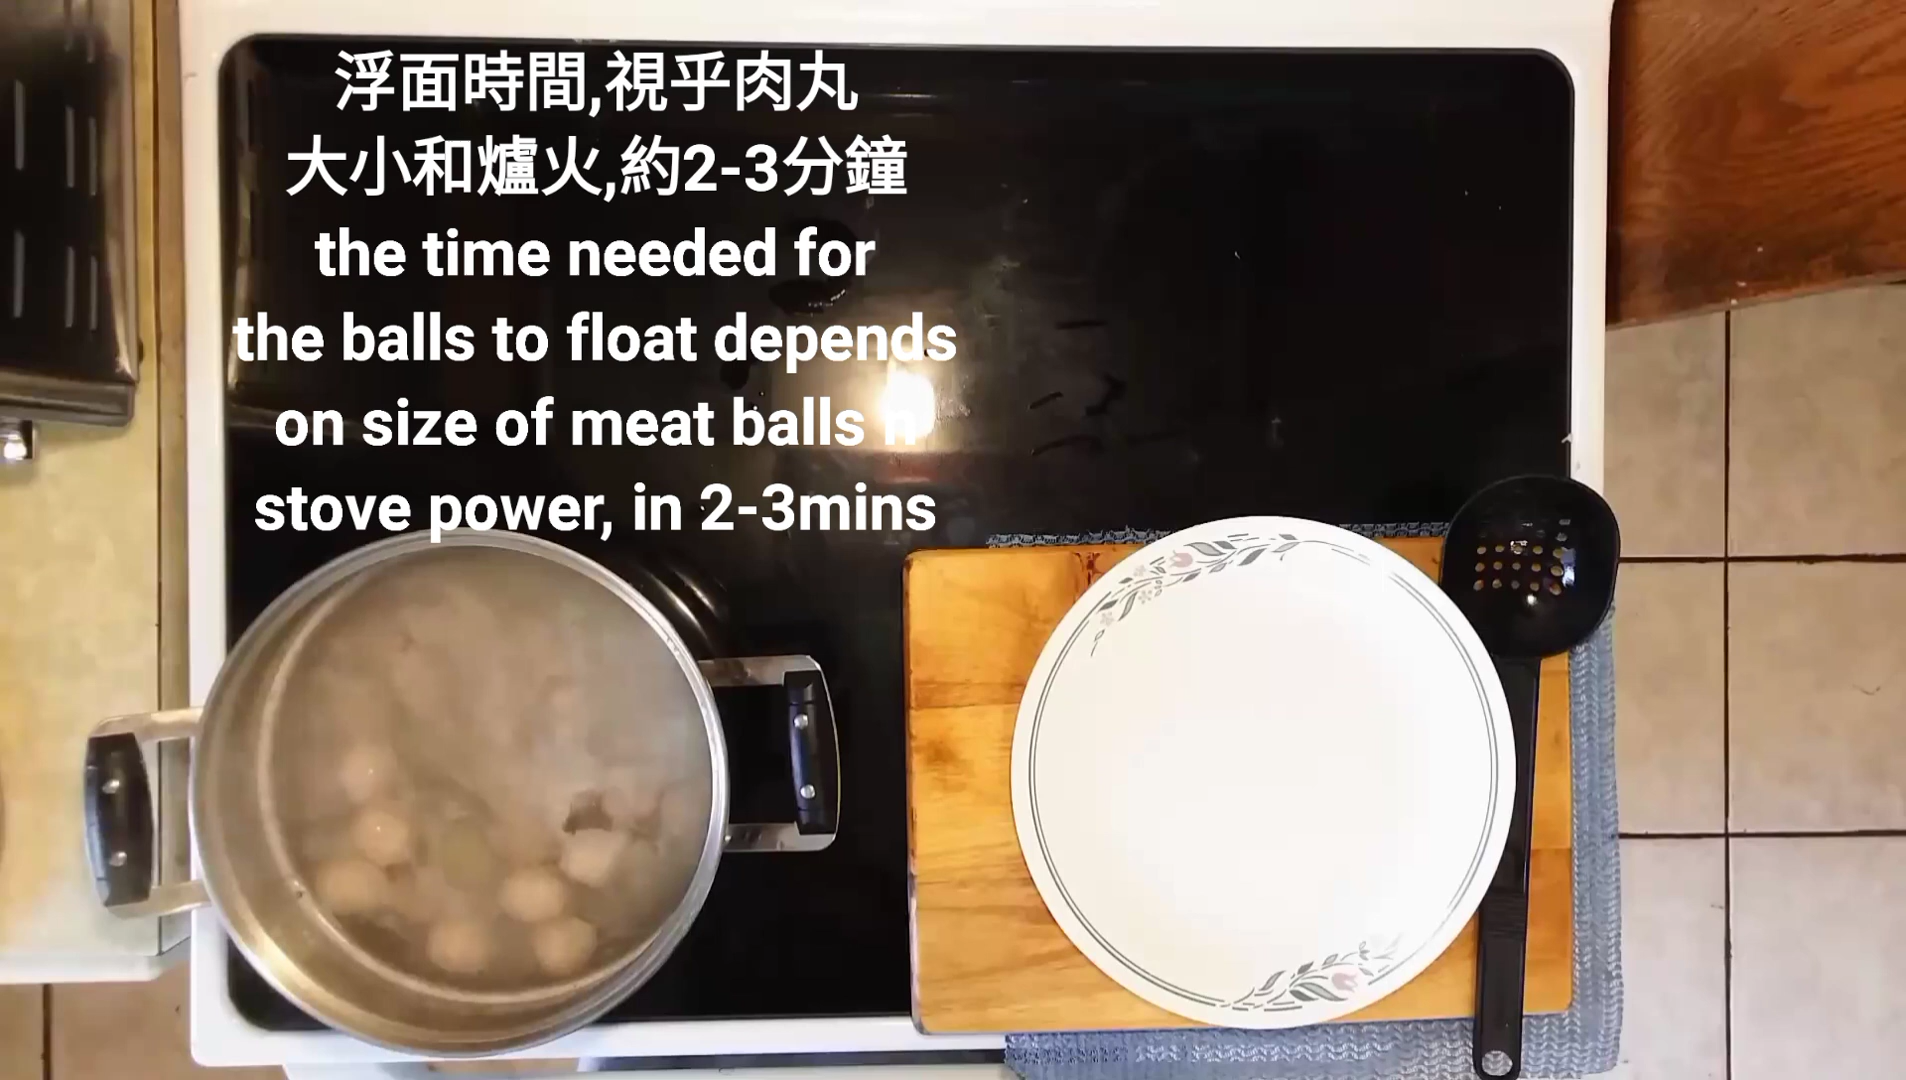 浮面時間,視乎肉丸
大小和爐火,約2-3分鐘
the time needed for
the balls to float depends
on size of meat balls n
stove power, in 2-3mins